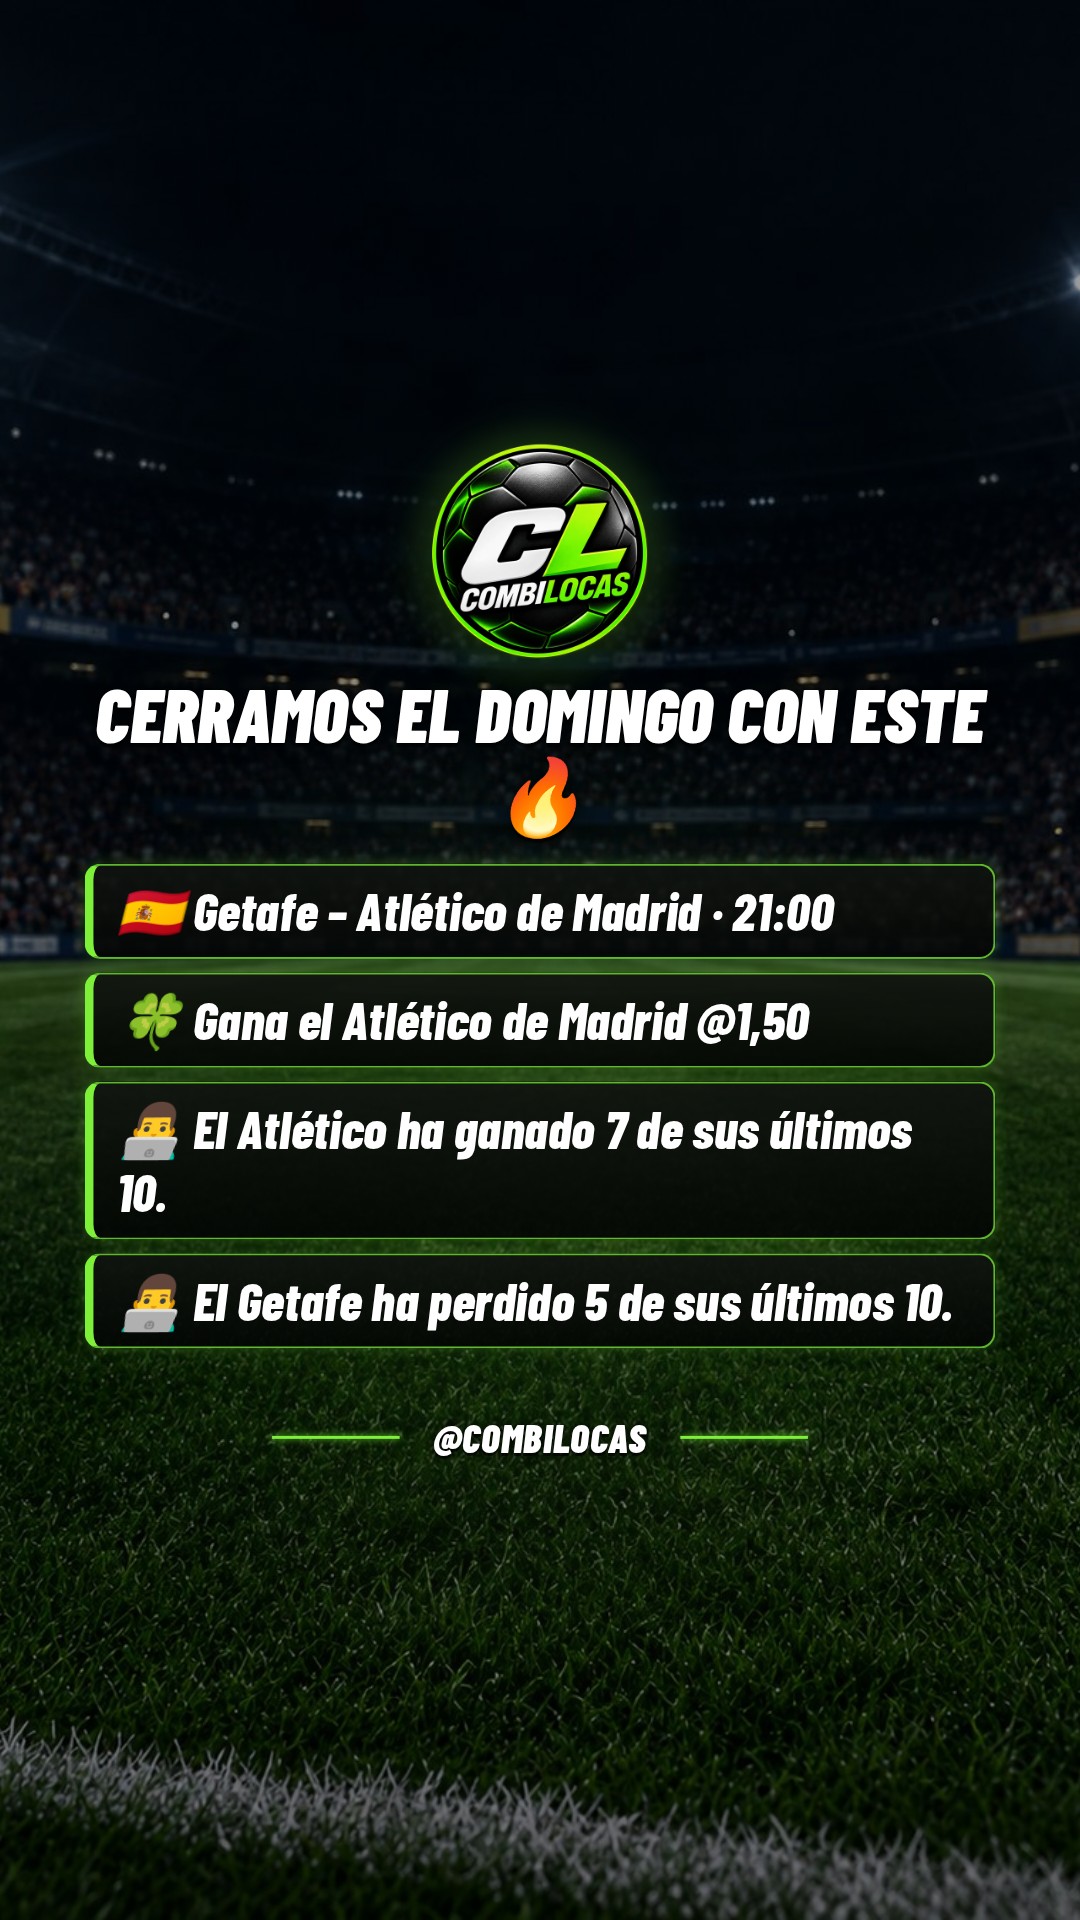 CL
COMBILOCAS
CERRAMOS EL DOMINGO CON ESTE
🔥
🇪🇸 Getafe – Atlético de Madrid · 21:00
🍀 Gana el Atlético de Madrid @1,50
👨‍💻 El Atlético ha ganado 7 de sus últimos
10.
👨‍💻 El Getafe ha perdido 5 de sus últimos 10.
@COMBILOCAS